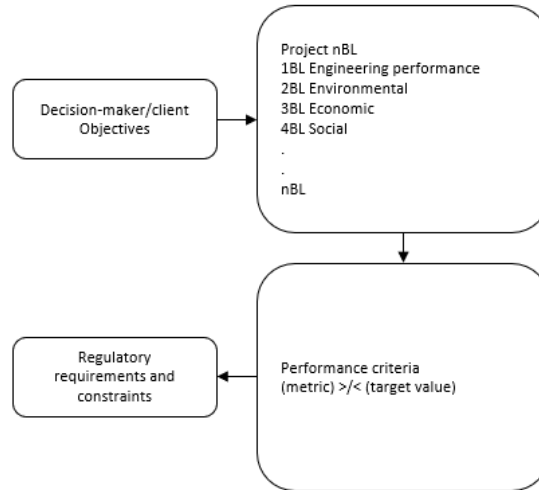 Decision-maker/client
Objectives
Project nBL
1BL Engineering performance
2BL Environmental
3BL Economic
4BL Social
.
.
nBL
Performance criteria
(metric) >/< (target value)
Regulatory
requirements and
constraints